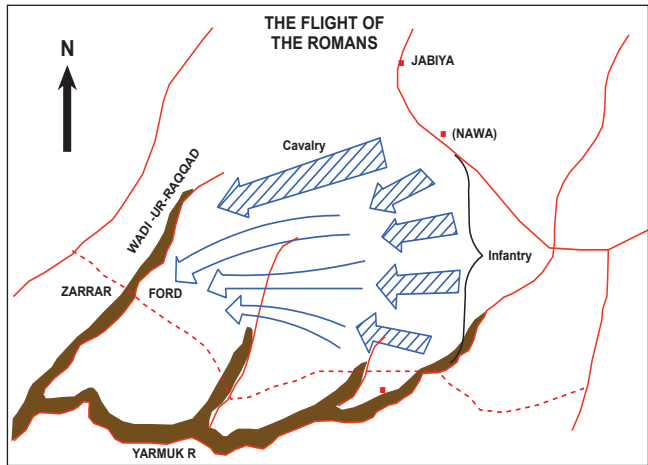 THE FLIGHT OF
THE ROMANS
N
JABIYA
(NAWA)
Cavalry
WADI -UR-RAQQAD
Infantry
ZARRAR
FORD
YARMUK R